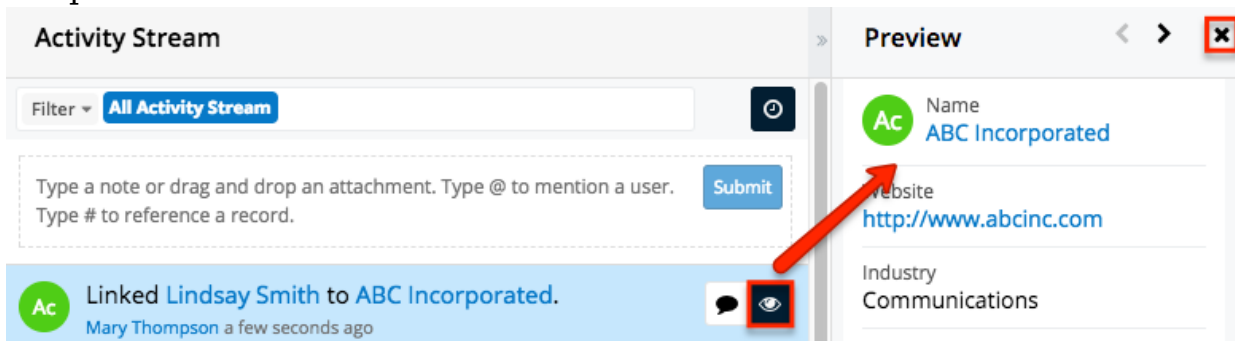 Activity Stream
»
Preview
Filter
All Activity Stream
Type a note or drag and drop an attachment. Type @ to mention a user.
Type # to reference a record.
Submit
Ac
Linked Lindsay Smith to ABC Incorporated.
Mary Thompson a few seconds ago
Ac
Name
ABC Incorporated
Website
http://www.abcinc.com
Industry
Communications